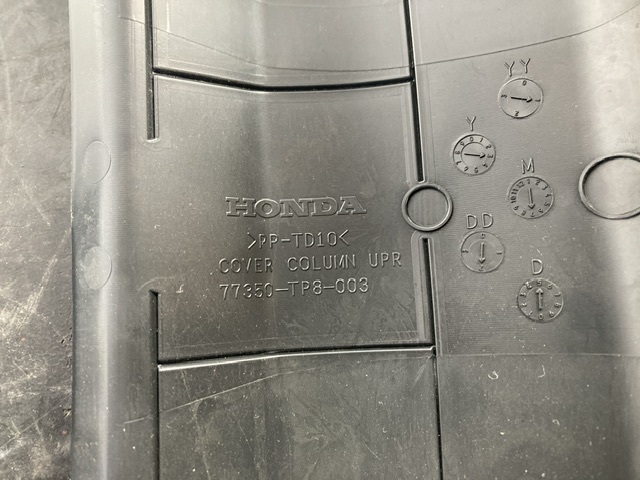 HONDA
>PP-TD10<
COVER COLUMN UPR
77350-TP8-003
YY
Y
M
DD
D